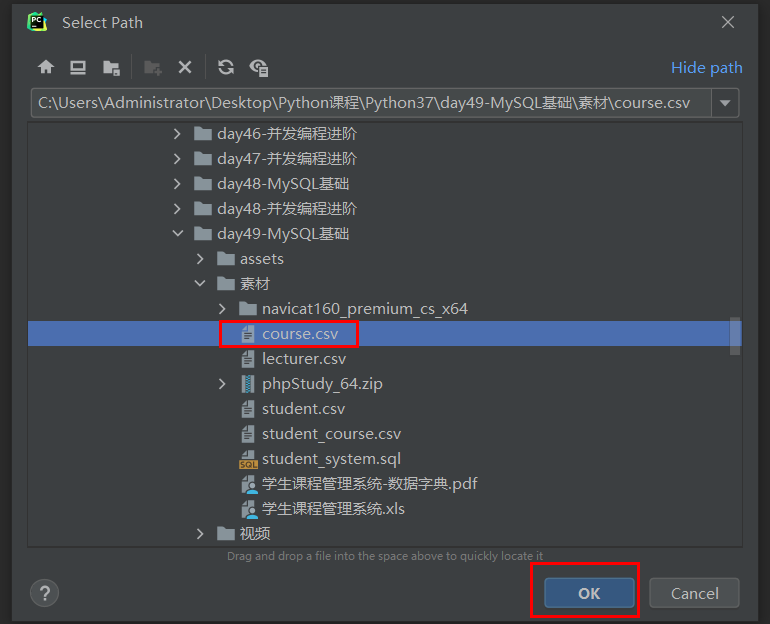 PC
Select Path
Hide path
C:\Users\Administrator\Desktop\Python课程\Python37\day49-MySQL基础\素材\course.csv
day46-并发编程进阶
day47-并发编程进阶
day48-MySQL基础
day48-并发编程进阶
day49-MySQL基础
assets
素材
navicat160_premium_cs_x64
course.csv
lecturer.csv
phpStudy_64.zip
student.csv
student_course.csv
SQL student_system.sql
学生课程管理系统-数据字典.pdf
学生课程管理系统.xls
视频
Drag and drop a file into the space above to quickly locate it
? OK Cancel